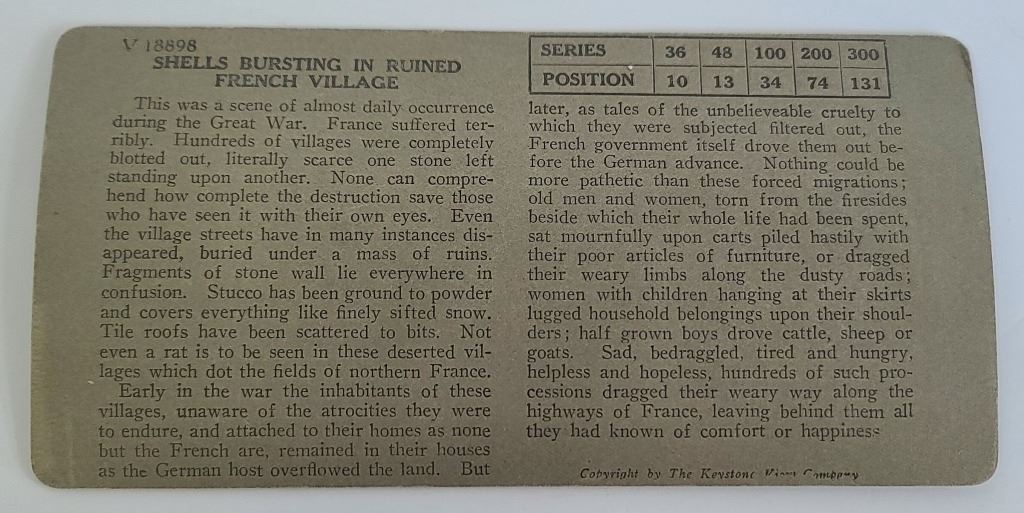 V 18898
SHELLS BURSTING IN RUINED
FRENCH VILLAGE
This was a scene of almost daily occurrence
during the Great War. France suffered ter-
ribly. Hundreds of villages were completely
blotted out, literally scarce one stone left
standing upon another. None can compre-
hend how complete the destruction save those
who have seen it with their own eyes. Even
the village streets have in many instances dis-
appeared, buried under a mass of ruins.
Fragments of stone wall lie everywhere in
confusion. Stucco has been ground to powder
and covers everything like finely sifted snow.
Tile roofs have been scattered to bits. Not
even a rat is to be seen in these deserted vil-
lages which dot the fields of northern France.
Early in the war the inhabitants of these
villages, unaware of the atrocities they were
to endure, and attached to their homes as none
but the French are, remained in their houses
as the German host overflowed the land. But
SERIES 36 48 100 200 300
POSITION 10 13 34 74 131
later, as tales of the unbelieveable cruelty to
which they were subjected filtered out, the
French government itself drove them out be-
fore the German advance. Nothing could be
more pathetic than these forced migrations;
old men and women, torn from the firesides
beside which their whole life had been spent,
sat mournfully upon carts piled hastily with
their poor articles of furniture, or dragged
their weary limbs along the dusty roads;
women with children hanging at their skirts
lugged household belongings upon their shoul-
ders; half grown boys drove cattle, sheep or
goats. Sad, bedraggled, tired and hungry,
helpless and hopeless, hundreds of such pro-
cessions dragged their weary way along the
highways of France, leaving behind them all
they had known of comfort or happiness
Copyright by The Keystone View Company